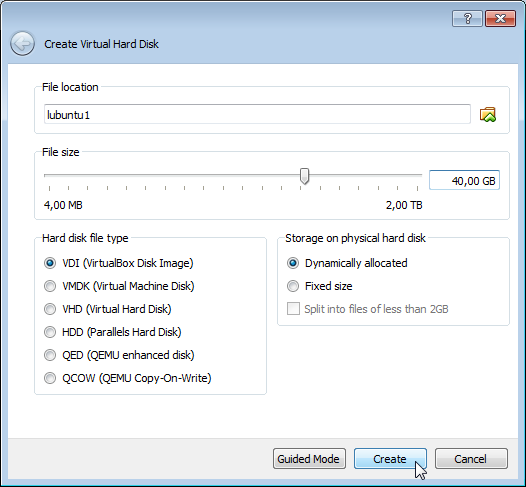 ?
Create Virtual Hard Disk
File location
lubuntu1
File size
40,00 GB
4,00 MB 2,00 TB
Hard disk file type
VDI (VirtualBox Disk Image)
VMDK (Virtual Machine Disk)
VHD (Virtual Hard Disk)
HDD (Parallels Hard Disk)
QED (QEMU enhanced disk)
QCOW (QEMU Copy-On-Write)
Storage on physical hard disk
Dynamically allocated
Fixed size
Split into files of less than 2GB
Guided Mode Create Cancel